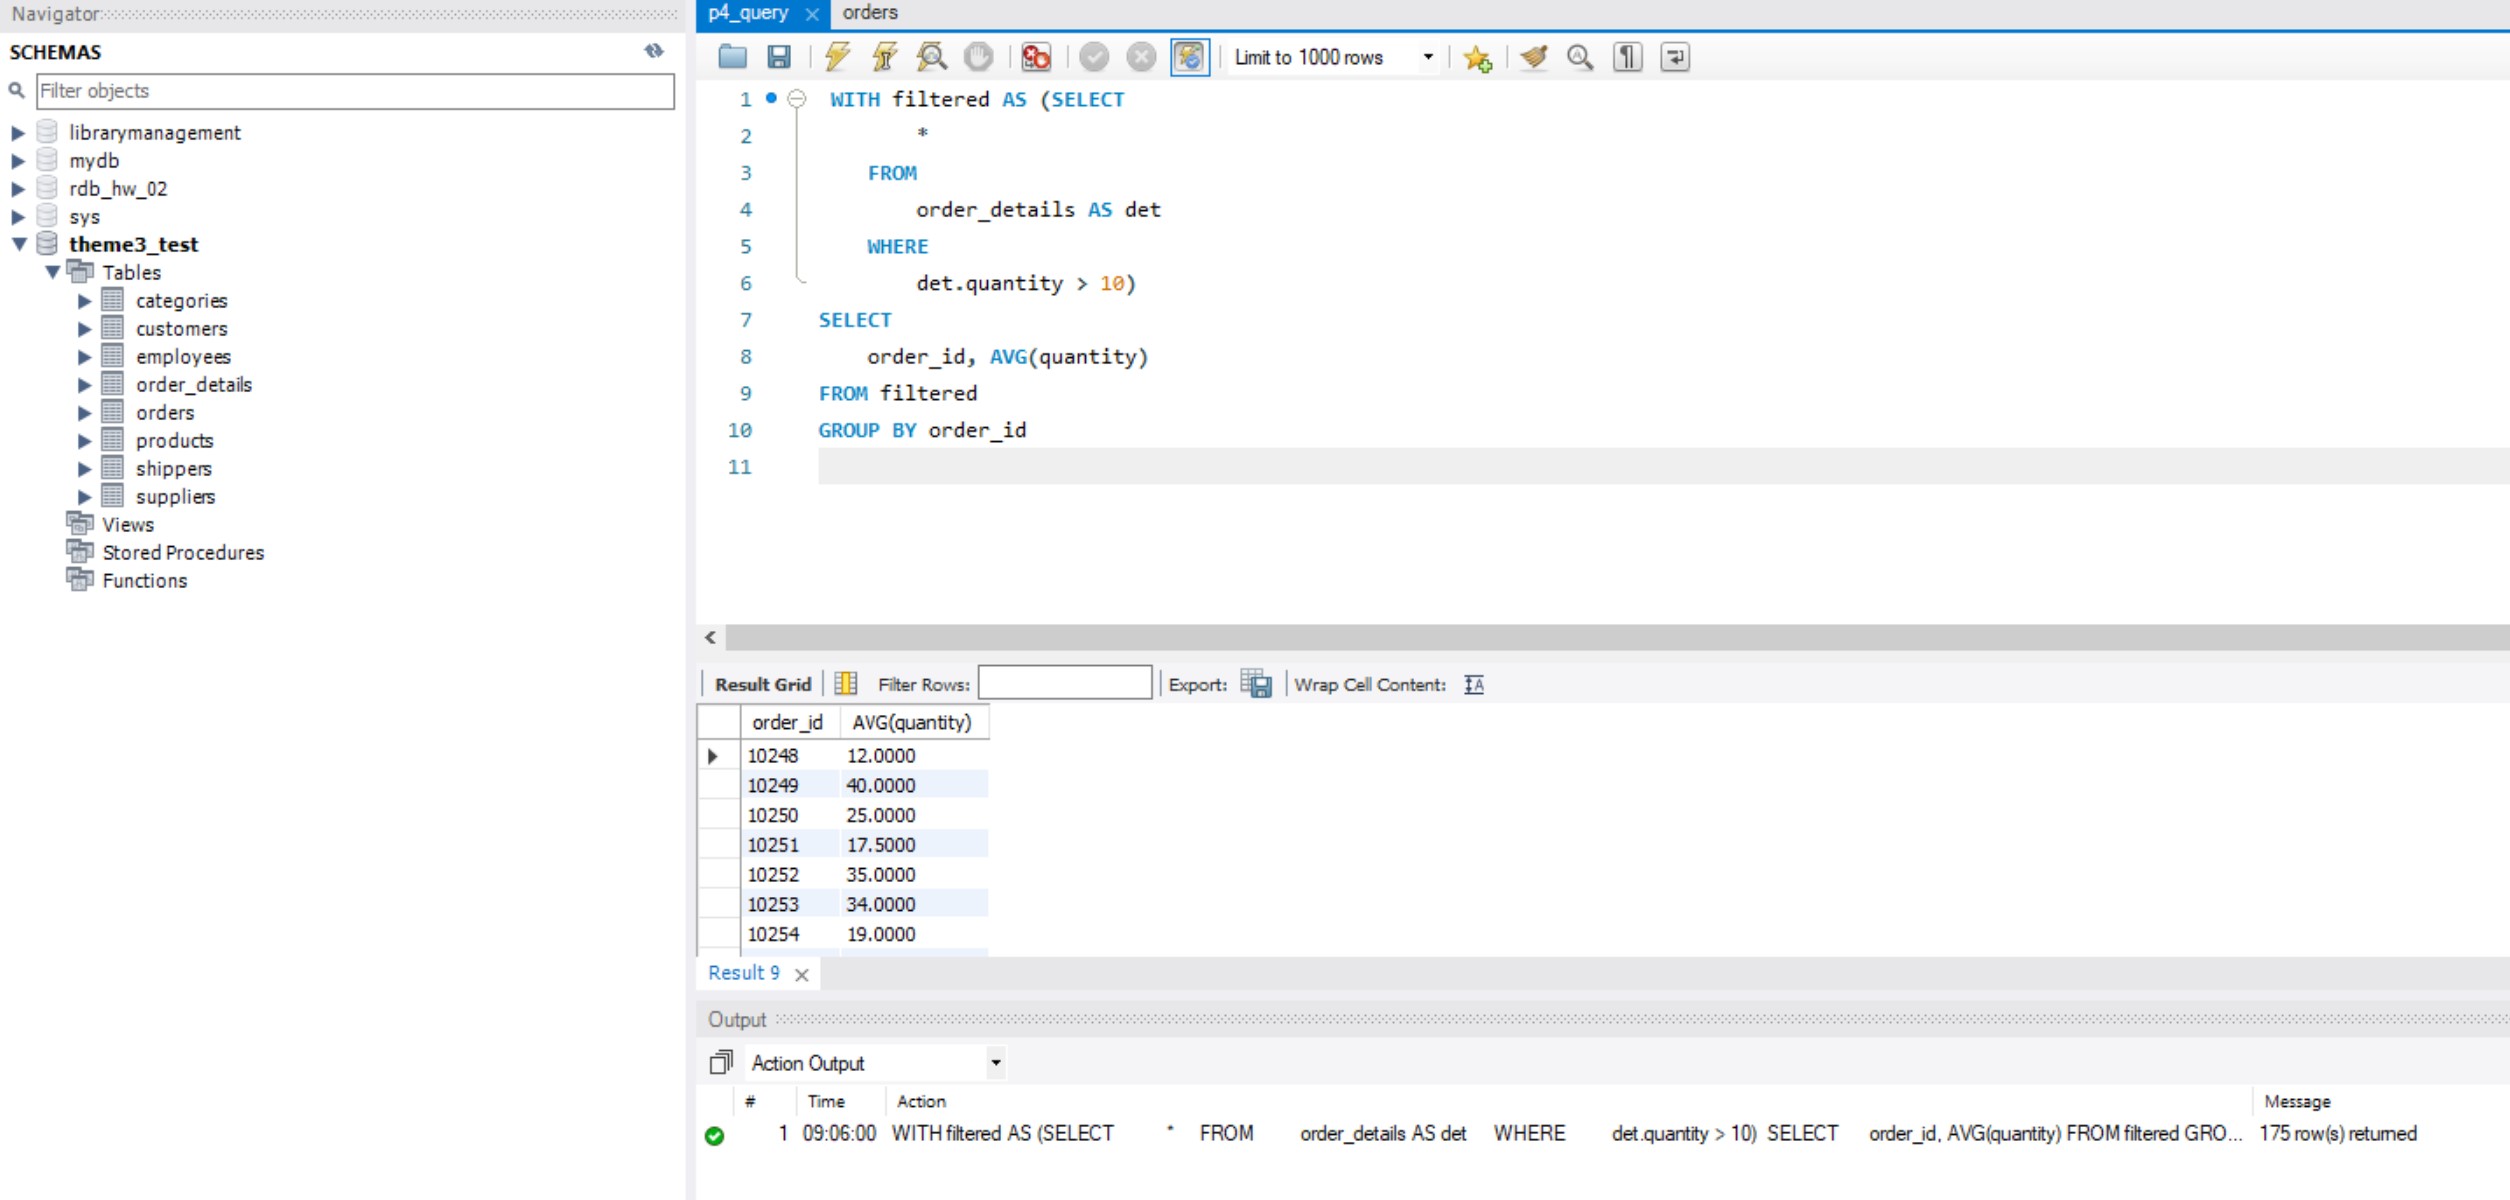 Navigator
SCHEMAS
Filter objects
librarymanagement
mydb
rdb_hw_02
sys
theme3_test
Tables
categories
customers
employees
order_details
orders
products
shippers
suppliers
Views
Stored Procedures
Functions
p4_query orders
Limit to 1000 rows
1 WITH filtered AS (SELECT
2 *
3 FROM
4 order_details AS det
5 WHERE
6 det.quantity > 10)
7 SELECT
8 order_id, AVG(quantity)
9 FROM filtered
10 GROUP BY order_id
11
Result Grid Filter Rows: Export: Wrap Cell Content:
order_id AVG(quantity)
10248 12.0000
10249 40.0000
10250 25.0000
10251 17.5000
10252 35.0000
10253 34.0000
10254 19.0000
Result 9
Output
Action Output
# Time Action Message
1 09:06:00 WITH filtered AS (SELECT * FROM order_details AS det WHERE det.quantity > 10) SELECT order_id, AVG(quantity) FROM filtered GRO... 175 row(s) returned